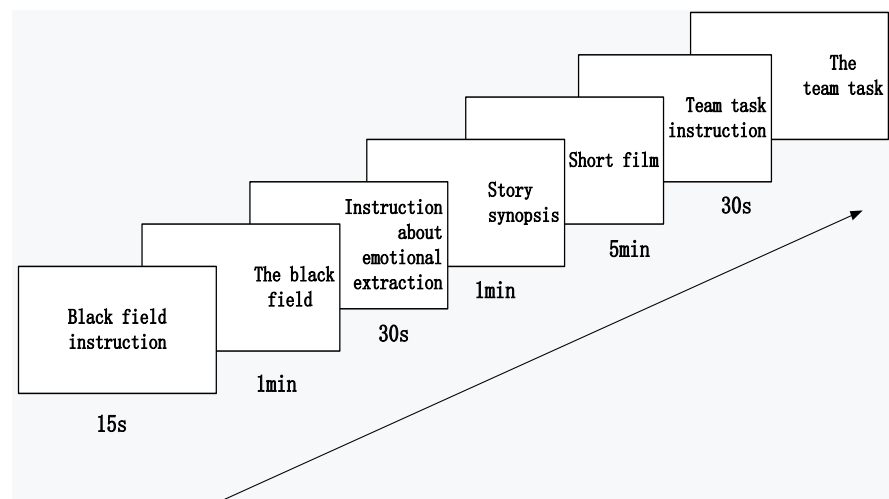 Black field
instruction
15s
The black
field
1min
Instruction
about
emotional
extraction
30s
Story
synopsis
1min
Short film
5min
Team task
instruction
30s
The
team task